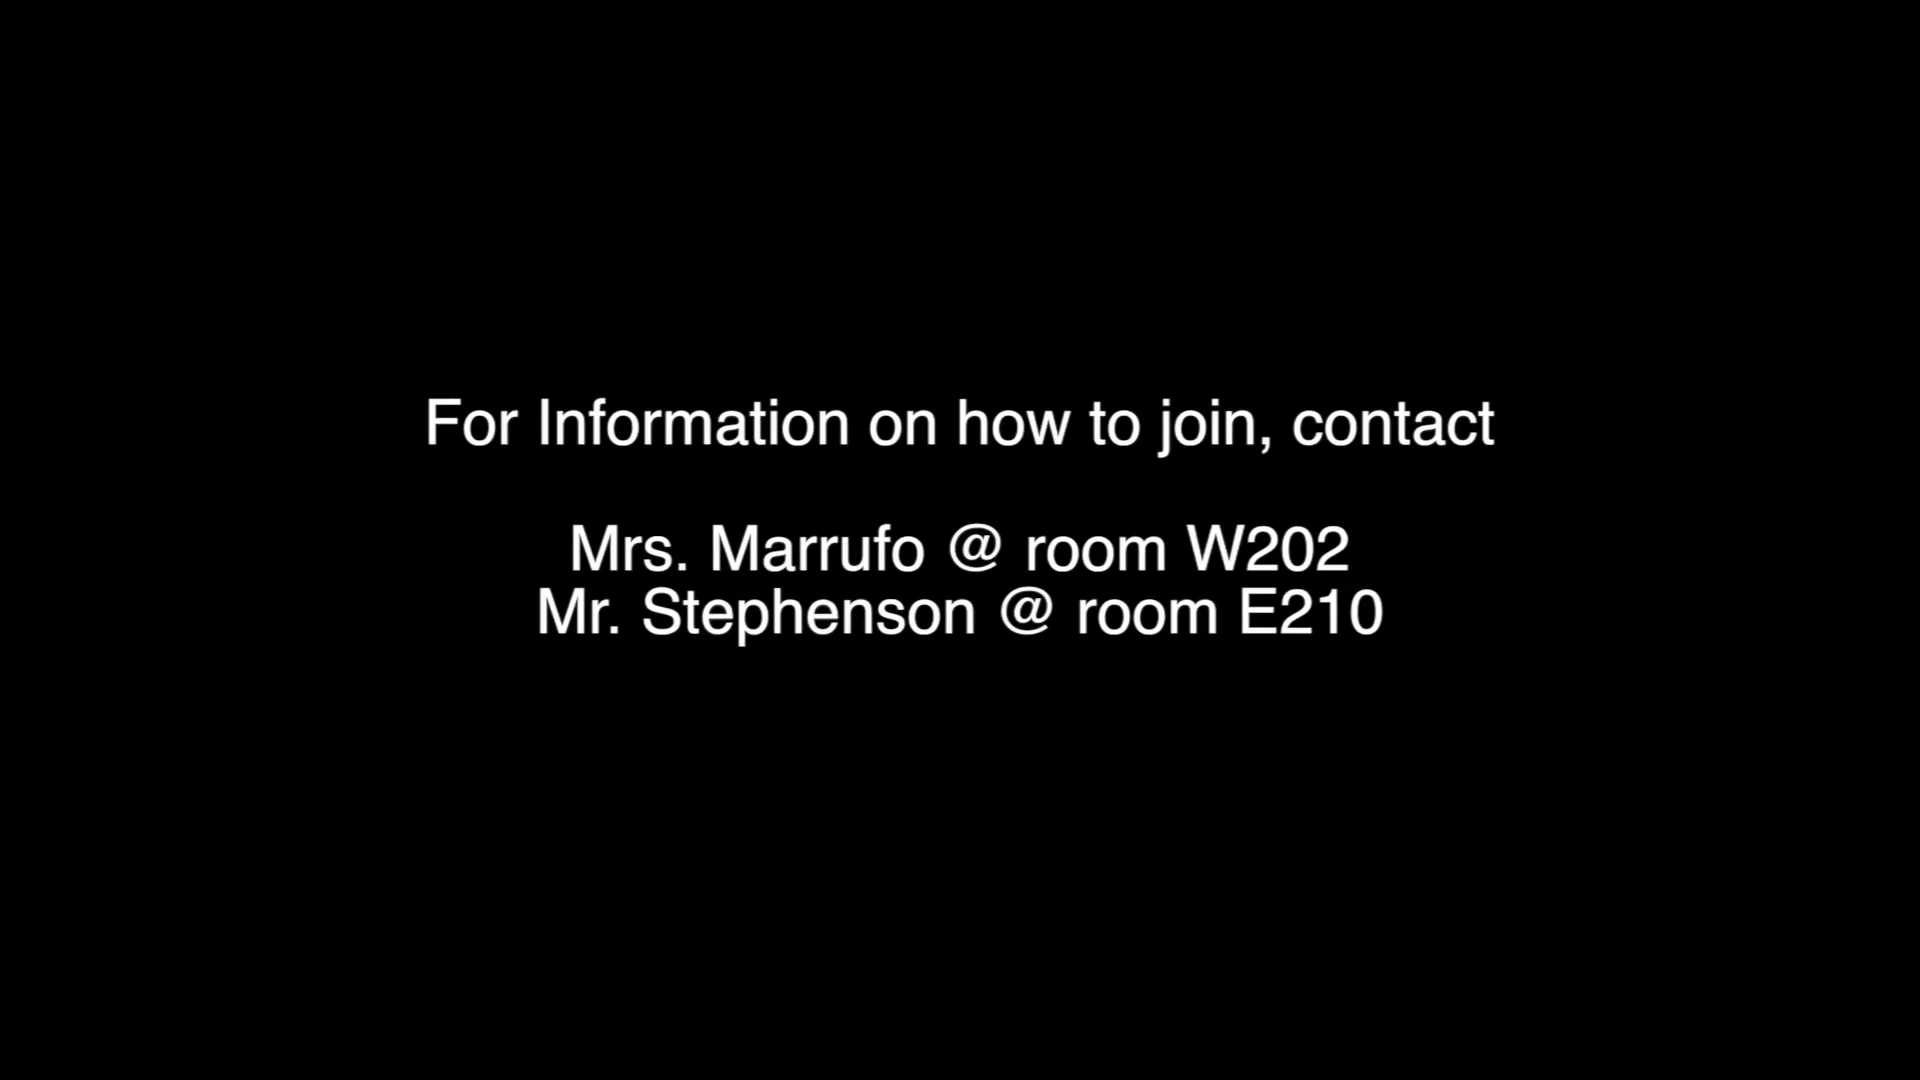 For Information on how to join, contact
Mrs. Marrufo @ room W202
Mr. Stephenson @ room E210